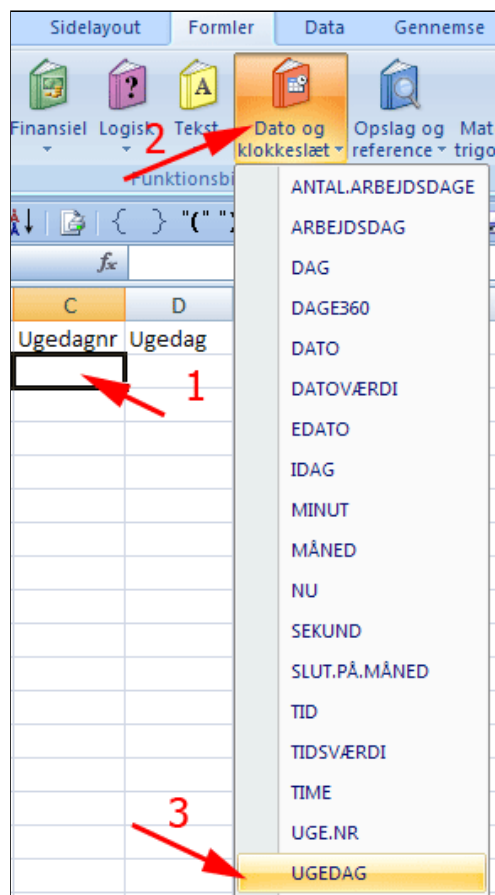 Sidelayout Formler Data Gennemse
Finansiel Logisk Tekst Dato og Opslag og Mat
klokkeslæt reference trigo
2
Funktionsbi
{ } "(" "
fx
C D
Ugedagnr Ugedag
1
ANTAL.ARBEJDSDAGE
ARBEJDSDAG
DAG
DAGE360
DATO
DATOVÆRDI
EDATO
IDAG
MINUT
MÅNED
NU
SEKUND
SLUT.PÅ.MÅNED
TID
TIDSVÆRDI
TIME
UGE.NR
3
UGEDAG